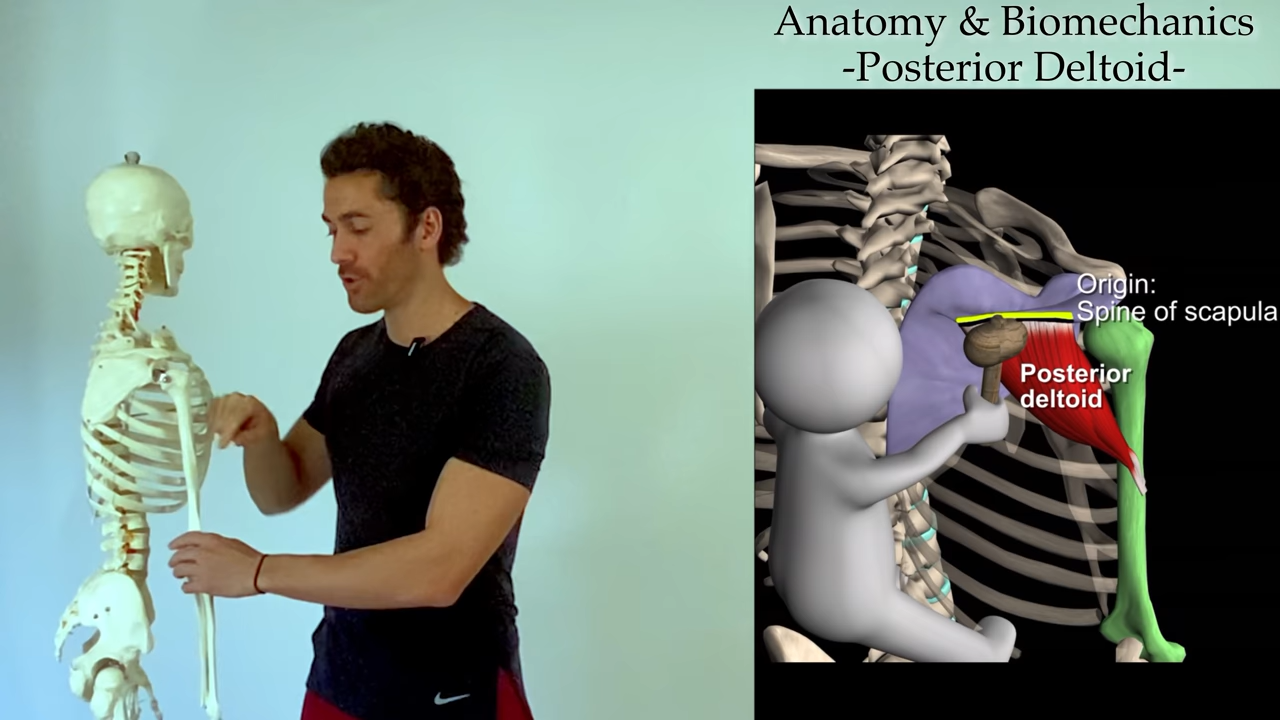 Anatomy & Biomechanics
-Posterior Deltoid-
Origin:
Spine of scapula
Posterior
deltoid